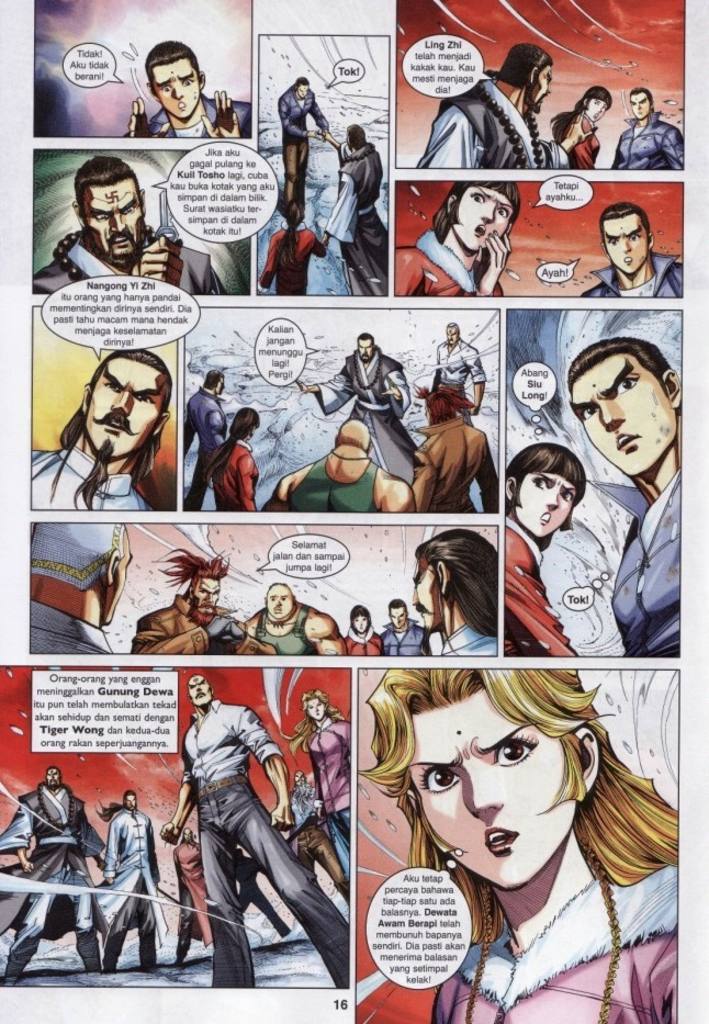 Tidak!
Aku tidak
berani!
Tok!
Ling Zhi
telah menjadi
kakak kau. Kau
mesti menjaga
dia!
Jika aku
gagal pulang ke
Kuil Tosho lagi, cuba
kau buka kotak yang aku
simpan di dalam bilik.
Surat wasiatku ter-
simpan di dalam
kotak itu!
Tetapi
ayahku...
Ayah!
Nangong Yi Zhi
itu orang yang pandai
mementingkan dirinya sendiri. Dia
pasti tahu macam mana hendak
menjaga keselamatan
dirinya!
Kalian
jangan
menunggu
lagi!
Pergi!
Abang
Siu
Long!
Tok!
Selamat
jalan dan sampai
jumpa lagi!
Orang-orang yang enggan
meninggalkan Gunung Dewa
itu pun telah membulatkan tekad
akan sehidup dan semati dengan
Tiger Wong dan kedua-dua
orang rakan seperjuangannya.
Aku tetap
percaya bahawa
tiap-tiap satu ada
balasnya. Dewata
Awam Berapi telah
membunuh bapanya
sendiri. Dia pasti akan
menerima balasan
yang setimpal
kelak!
16